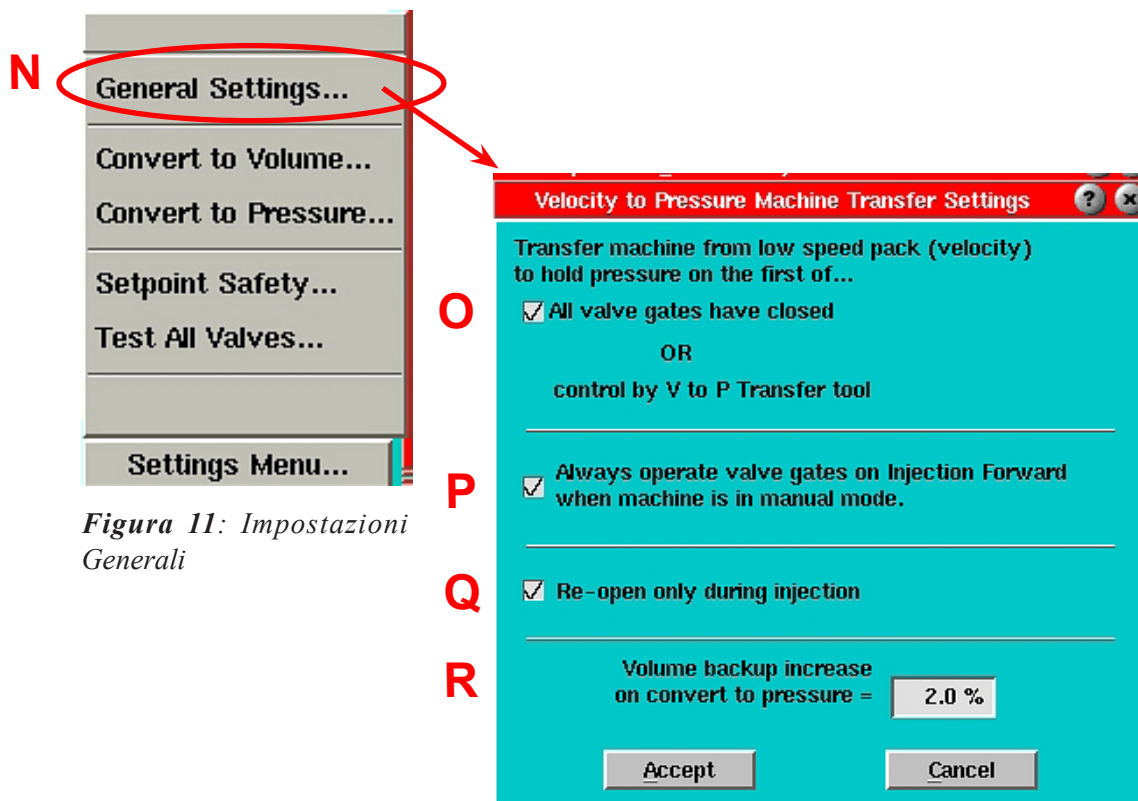 N
General Settings...
Convert to Volume...
Convert to Pressure...
Setpoint Safety...
Test All Valves...
Settings Menu...
Figura 11: Impostazioni
Generali
Velocity to Pressure Machine Transfer Settings
? x
Transfer machine from low speed pack (velocity)
to hold pressure on the first of...
O
All valve gates have closed
OR
control by V to P Transfer tool
P
Always operate valve gates on Injection Forward
when machine is in manual mode.
Q
Re-open only during injection
R
Volume backup increase
on convert to pressure = 2.0 %
Accept
Cancel